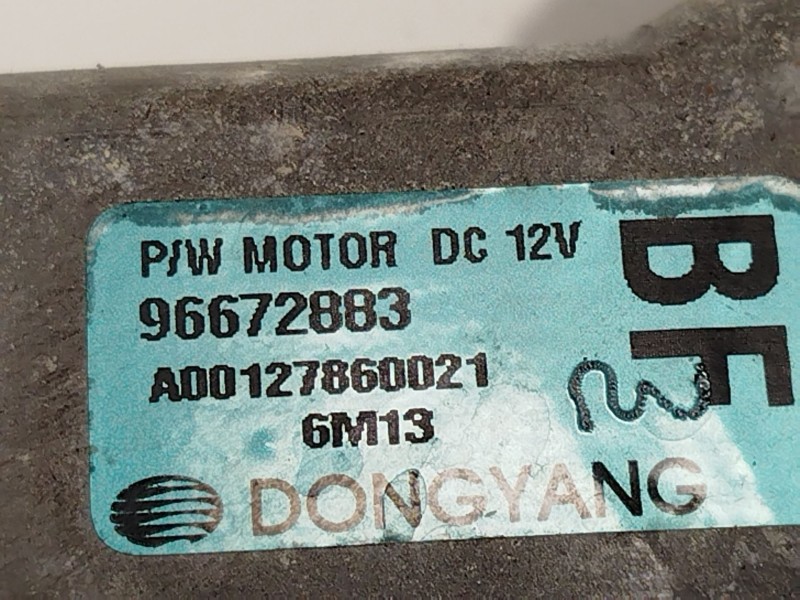 P/W MOTOR DC 12V
96672883
A00127860021
6M13
DONGYANG
BF